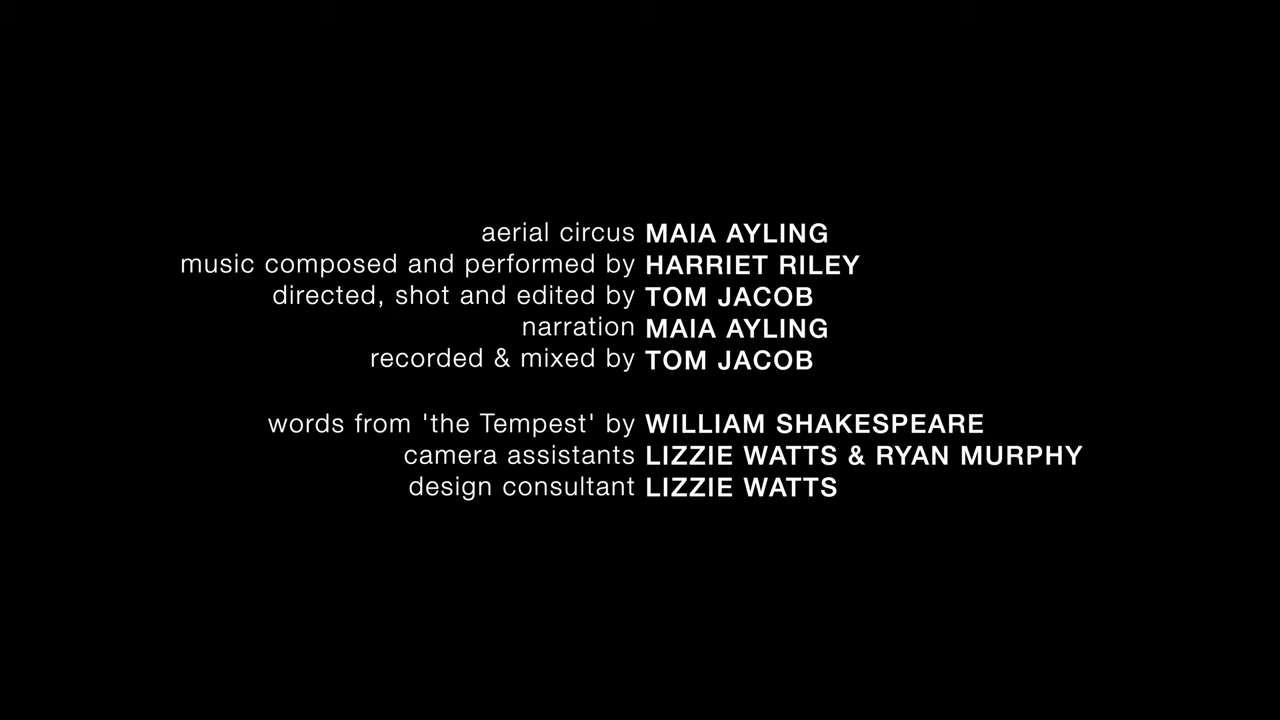 aerial circus MAIA AYLING
music composed and performed by HARRIET RILEY
directed, shot and edited by TOM JACOB
narration MAIA AYLING
recorded & mixed by TOM JACOB
words from 'the Tempest' by WILLIAM SHAKESPEARE
camera assistants LIZZIE WATTS & RYAN MURPHY
design consultant LIZZIE WATTS